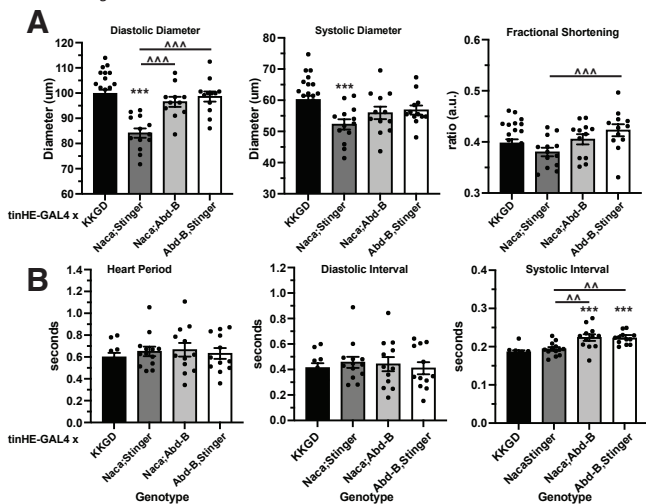 A
Diastolic Diameter
Diameter (um)
120
110
100
90
80
70
60
***
^^^
^^^
KKGD
Naca;Stinger
Naca;Abd-B
Abd-B,Stinger
tinHE-GAL4 x
Systolic Diameter
Diameter (um)
80
70
60
50
40
30
***
KKGD
Naca;Stinger
Naca;Abd-B
Abd-B,Stinger
Fractional Shortening
ratio (a.u.)
0.6
0.5
0.4
0.3
^^^
KKGD
Naca;Stinger
Naca;Abd-B
Abd-B,Stinger
B
Heart Period
seconds
1.4
1.2
1.0
0.8
0.6
0.4
0.2
0.0
KKGD
Naca;Stinger
Naca;Abd-B
Abd-B,Stinger
tinHE-GAL4 x
Genotype
Diastolic Interval
seconds
1.2
1.0
0.8
0.6
0.4
0.2
0.0
KKGD
Naca;Stinger
Naca;Abd-B
Abd-B,Stinger
Genotype
Systolic Interval
seconds
0.4
0.3
0.2
0.1
0.0
^^
^^
***
***
KKGD
Naca;Stinger
Naca;Abd-B
Abd-B,Stinger
Genotype